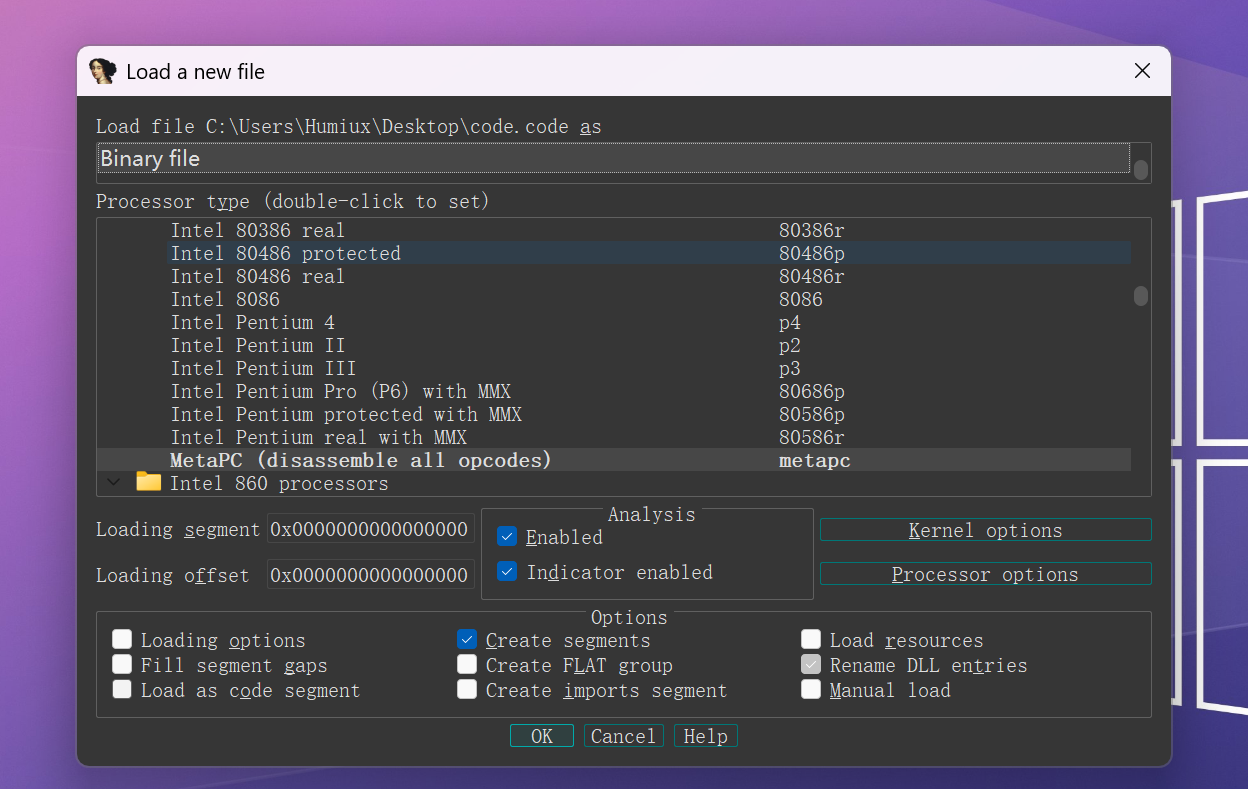 Load a new file
Load file C:\Users\Humiux\Desktop\code.code as
Binary file
Processor type (double-click to set)
Intel 80386 real 80386r
Intel 80486 protected 80486p
Intel 80486 real 80486r
Intel 8086 8086
Intel Pentium 4 p4
Intel Pentium II p2
Intel Pentium III p3
Intel Pentium Pro (P6) with MMX 80686p
Intel Pentium protected with MMX 80586p
Intel Pentium real with MMX 80586r
MetaPC (disassemble all opcodes) metapc
Intel 860 processors
Loading segment 0x0000000000000000
Loading offset 0x0000000000000000
Analysis
Enabled
Indicator enabled
Kernel options
Processor options
Options
Loading options
Fill segment gaps
Load as code segment
Create segments
Create FLAT group
Create imports segment
Load resources
Rename DLL entries
Manual load
OK Cancel Help